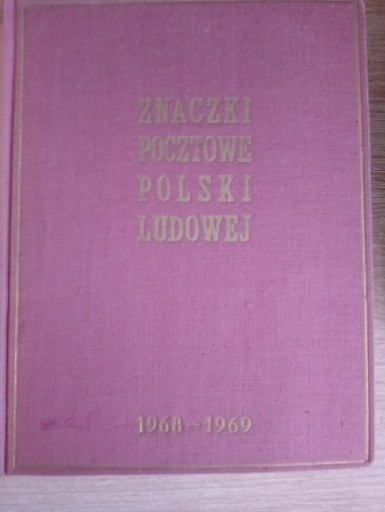 ZNACZKI
POCZTOWE
POLSKI
LUDOWEJ
1968-1969